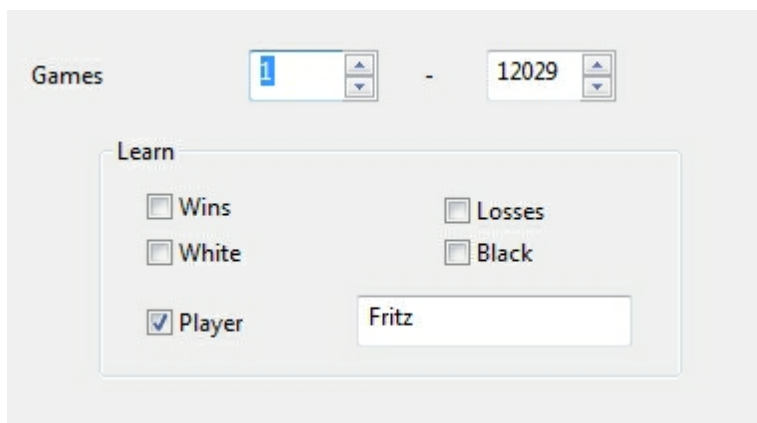 Games 1 - 12029
Learn
Wins Losses
White Black
Player Fritz